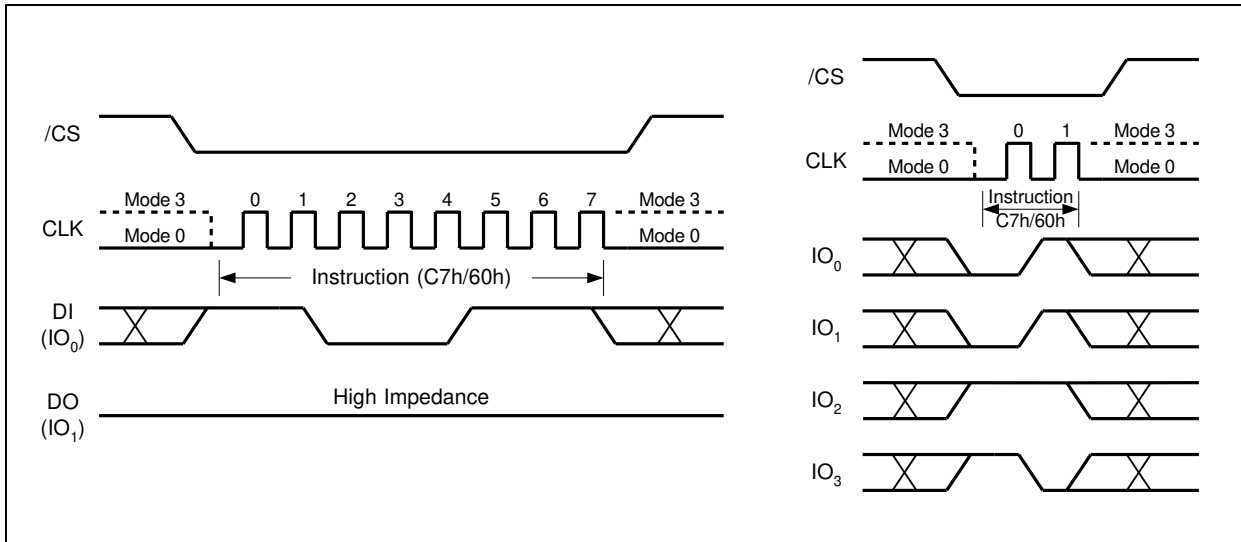 /CS
Mode 3
0 1 2 3 4 5 6 7
Mode 3
CLK
Mode 0
Mode 0
Instruction (C7h/60h)
DI
(IO0)
High Impedance
DO
(IO1)
/CS
Mode 3
0 1
Mode 3
CLK
Mode 0
Mode 0
Instruction
C7h/60h
IO0
IO1
IO2
IO3